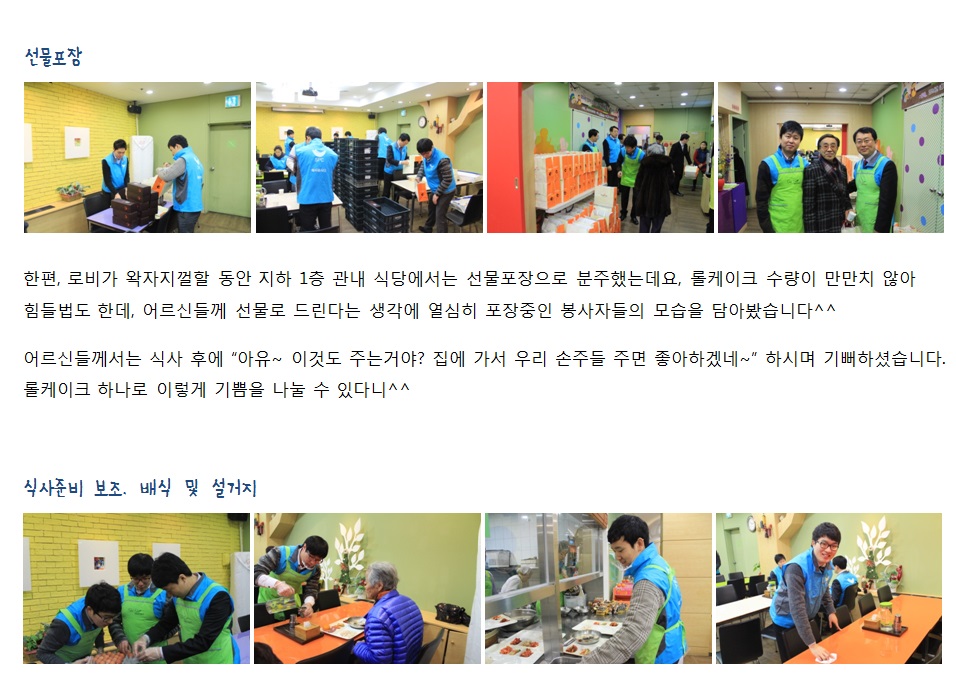 선물포장
한편, 로비가 왁자지껄할 동안 지하 1층 관내 식당에서는 선물포장으로 분주했는데요, 롤케이크 수량이 만만치 않아
힘들법도 한데, 어르신들께 선물로 드린다는 생각에 열심히 포장중인 봉사자들의 모습을 담아봤습니다^^
어르신들께서는 식사 후에 “아유~ 이것도 주는거야? 집에 가서 우리 손주들 주면 좋아하겠네~” 하시며 기뻐하셨습니다.
롤케이크 하나로 이렇게 기쁨을 나눌 수 있다니^^
식사준비 보조, 배식 및 설거지